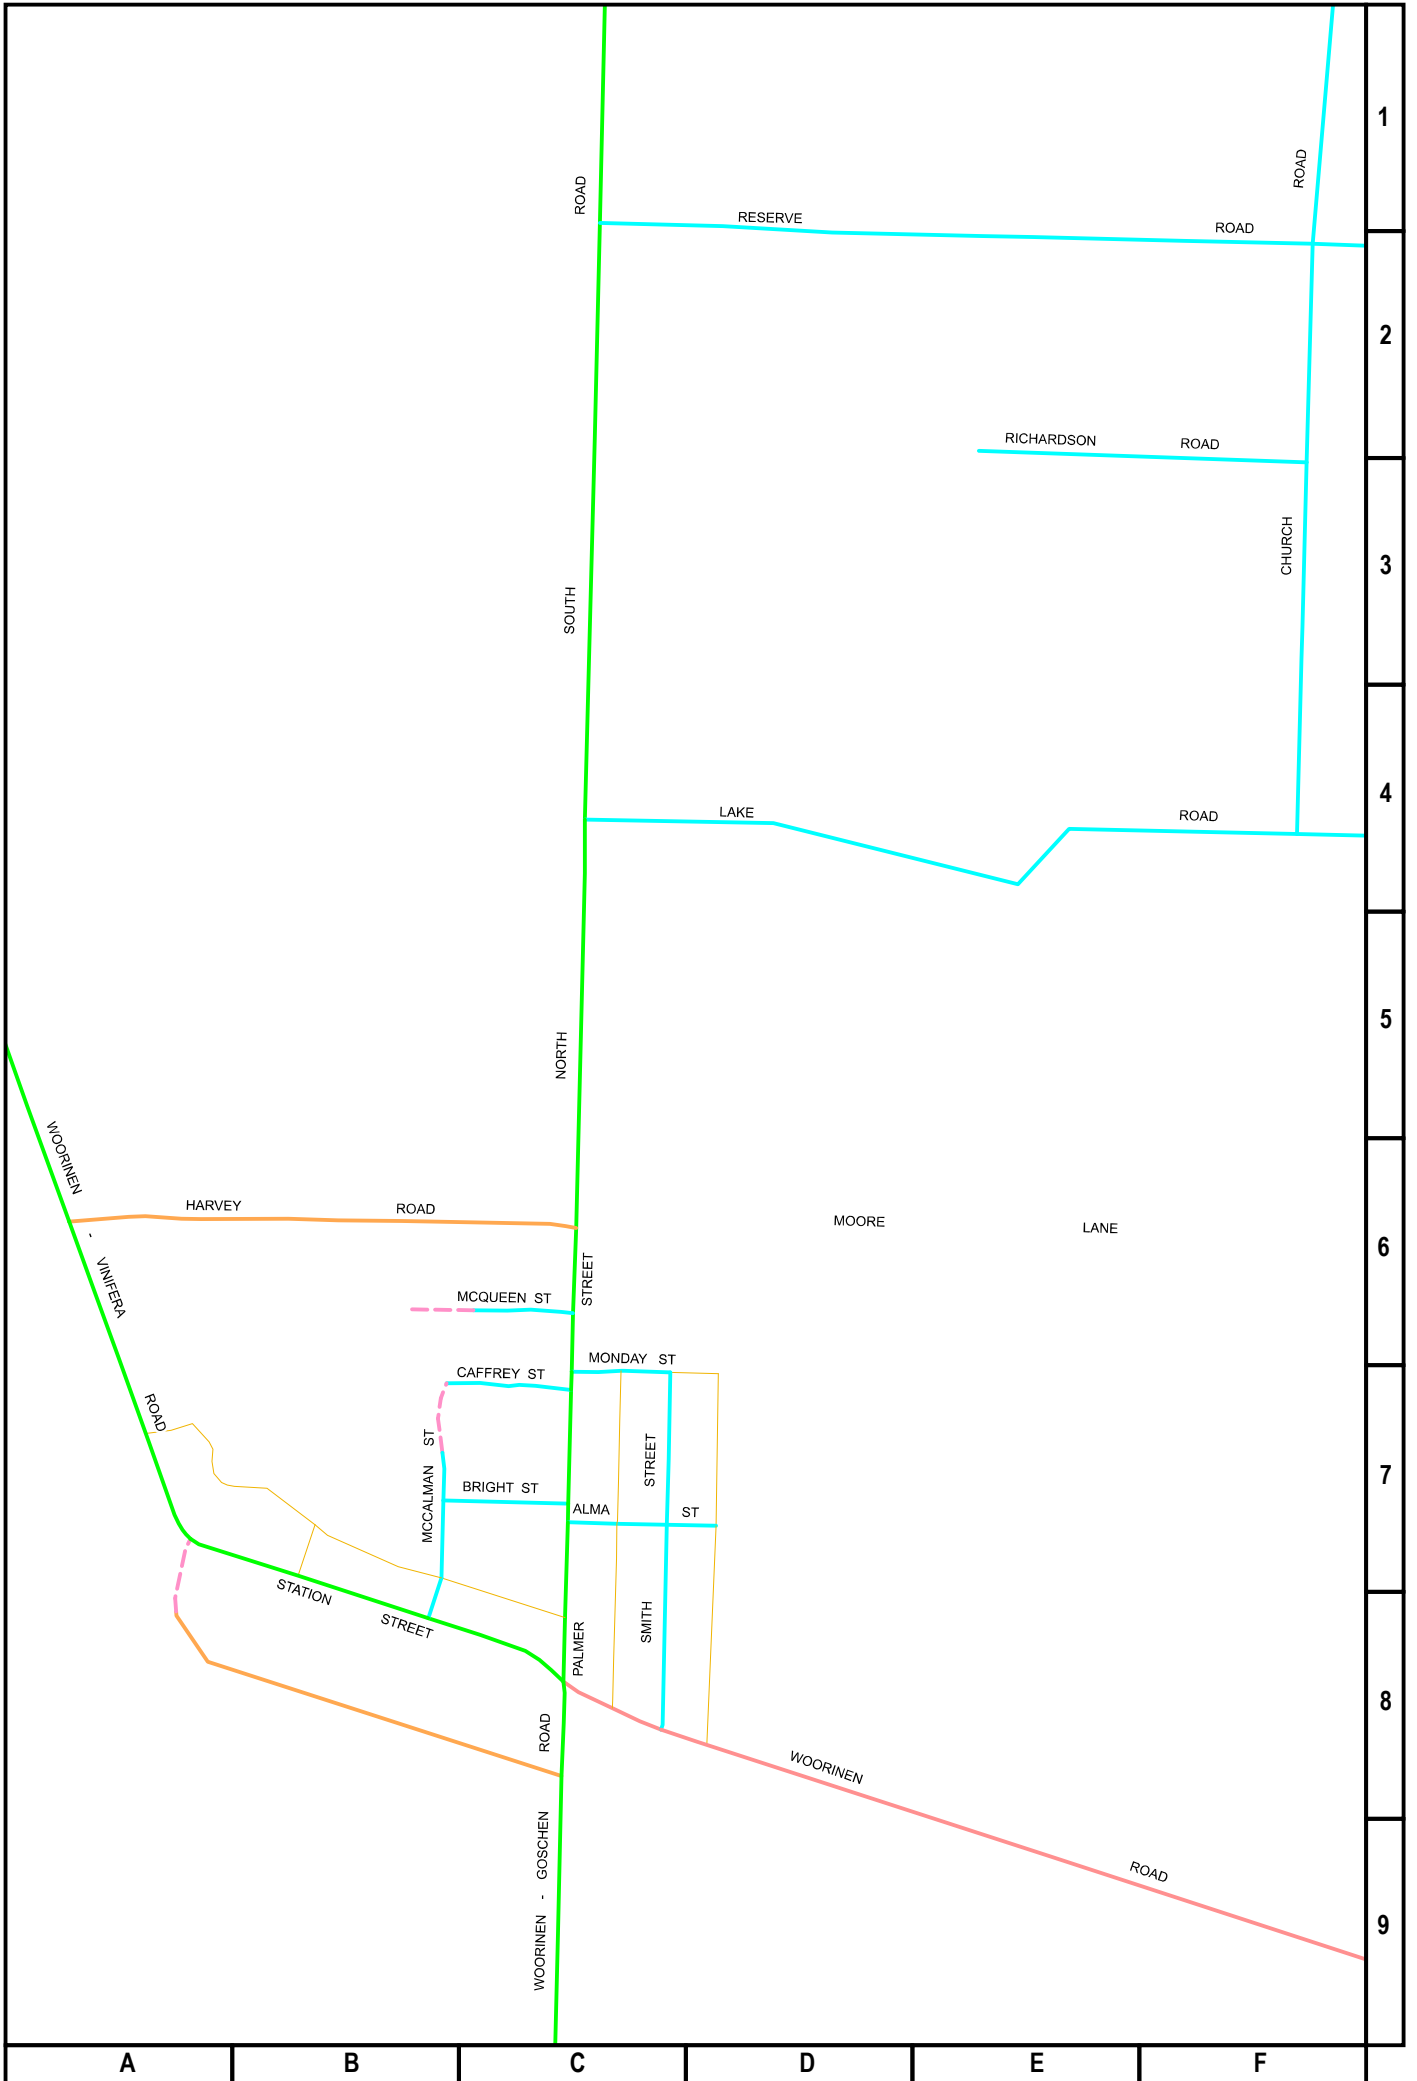 1
ROAD
ROAD
RESERVE ROAD
2
RICHARDSON ROAD
CHURCH
3
SOUTH
4
LAKE ROAD
5
NORTH
WOORINEN
HARVEY ROAD
MOORE LANE
6
- VINIFERA
STREET
MCQUEEN ST
MONDAY ST
CAFFREY ST
ROAD
MCCALMAN ST
STREET
7
BRIGHT ST
ALMA ST
STATION STREET
SMITH
PALMER
8
ROAD
WOORINEN ROAD
WOORINEN - GOSCHEN
9
A B C D E F